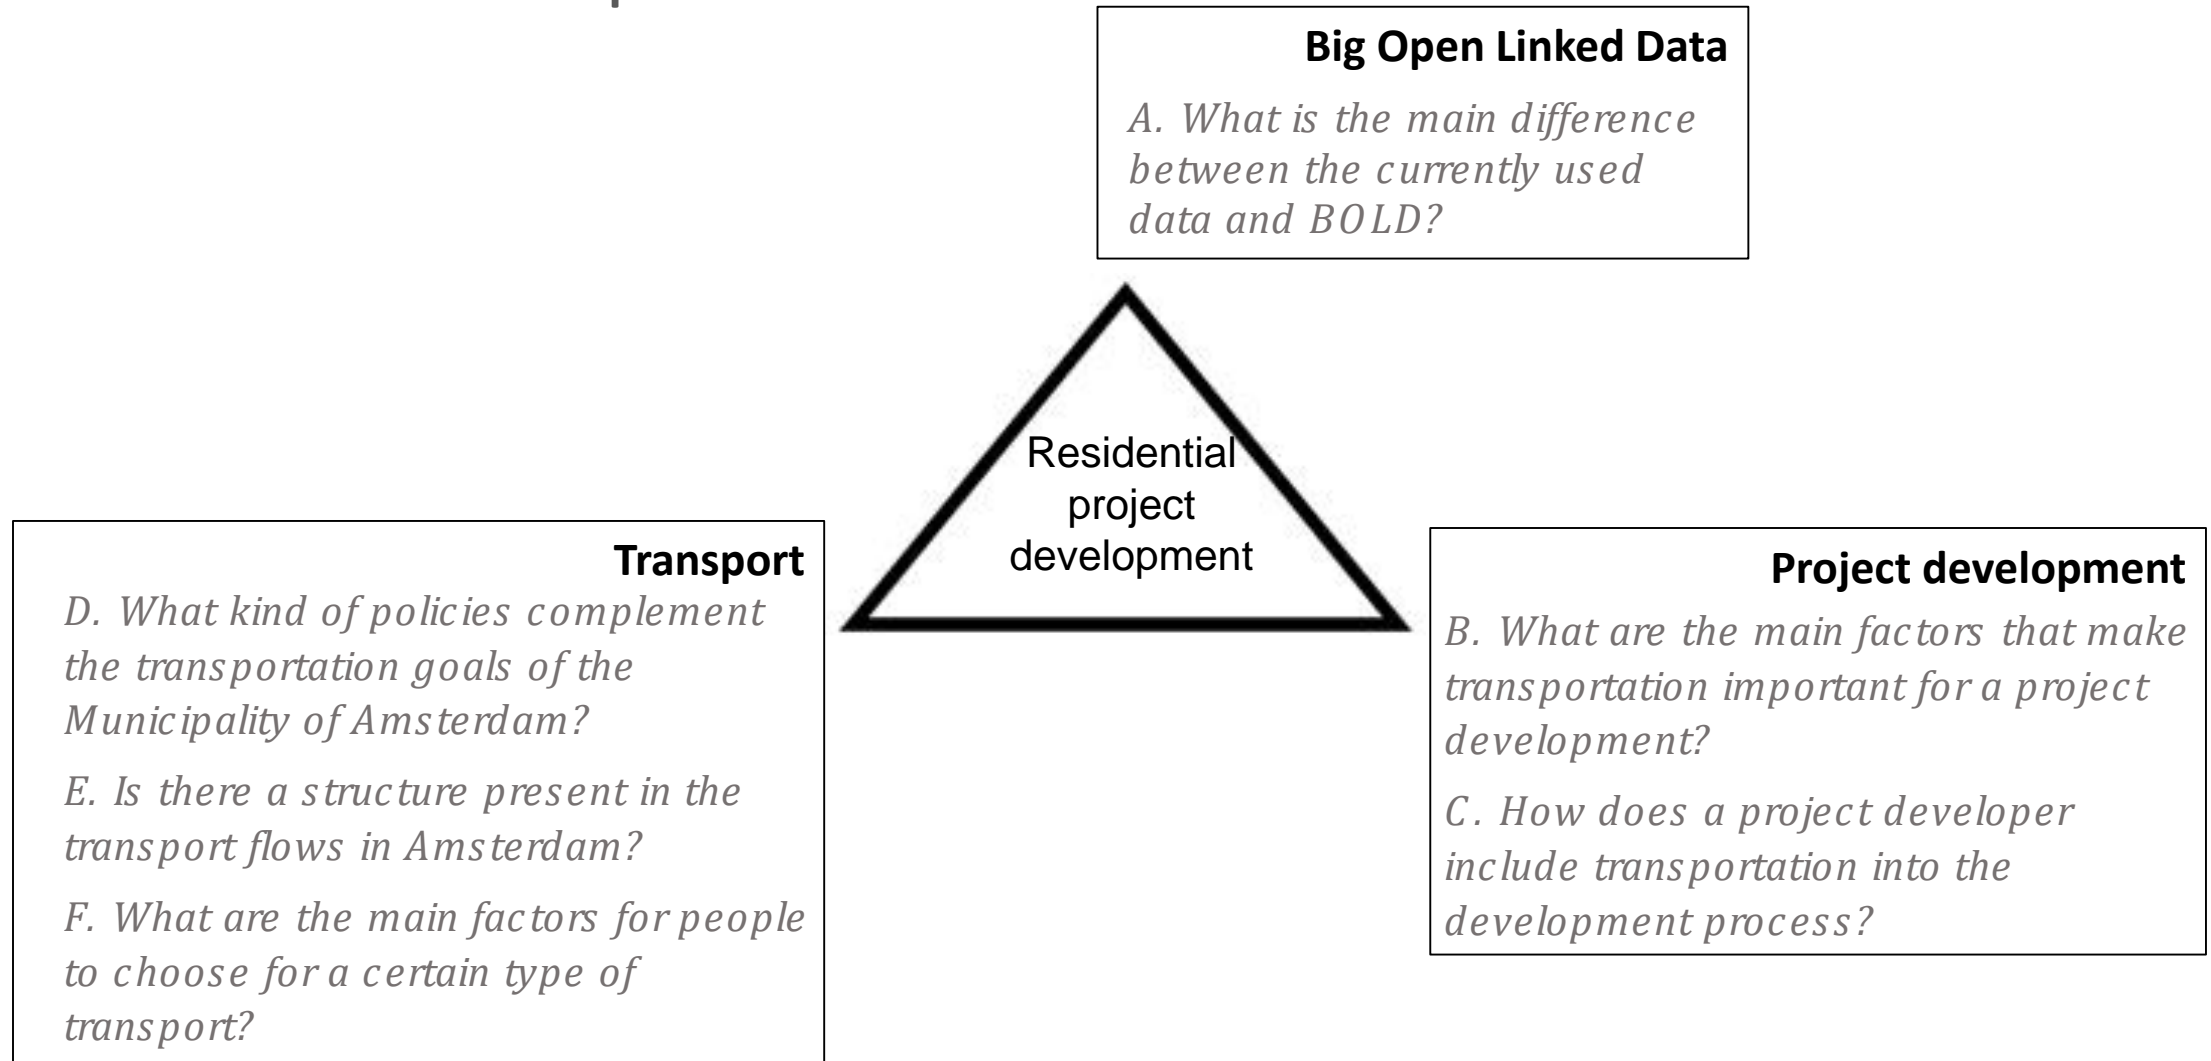 Big Open Linked Data
A. What is the main difference
between the currently used
data and BOLD?
Residential
project
development
Transport
D. What kind of policies complement
the transportation goals of the
Municipality of Amsterdam?
E. Is there a structure present in the
transport flows in Amsterdam?
F. What are the main factors for people
to choose for a certain type of
transport?
Project development
B. What are the main factors that make
transportation important for a project
development?
C. How does a project developer
include transportation into the
development process?